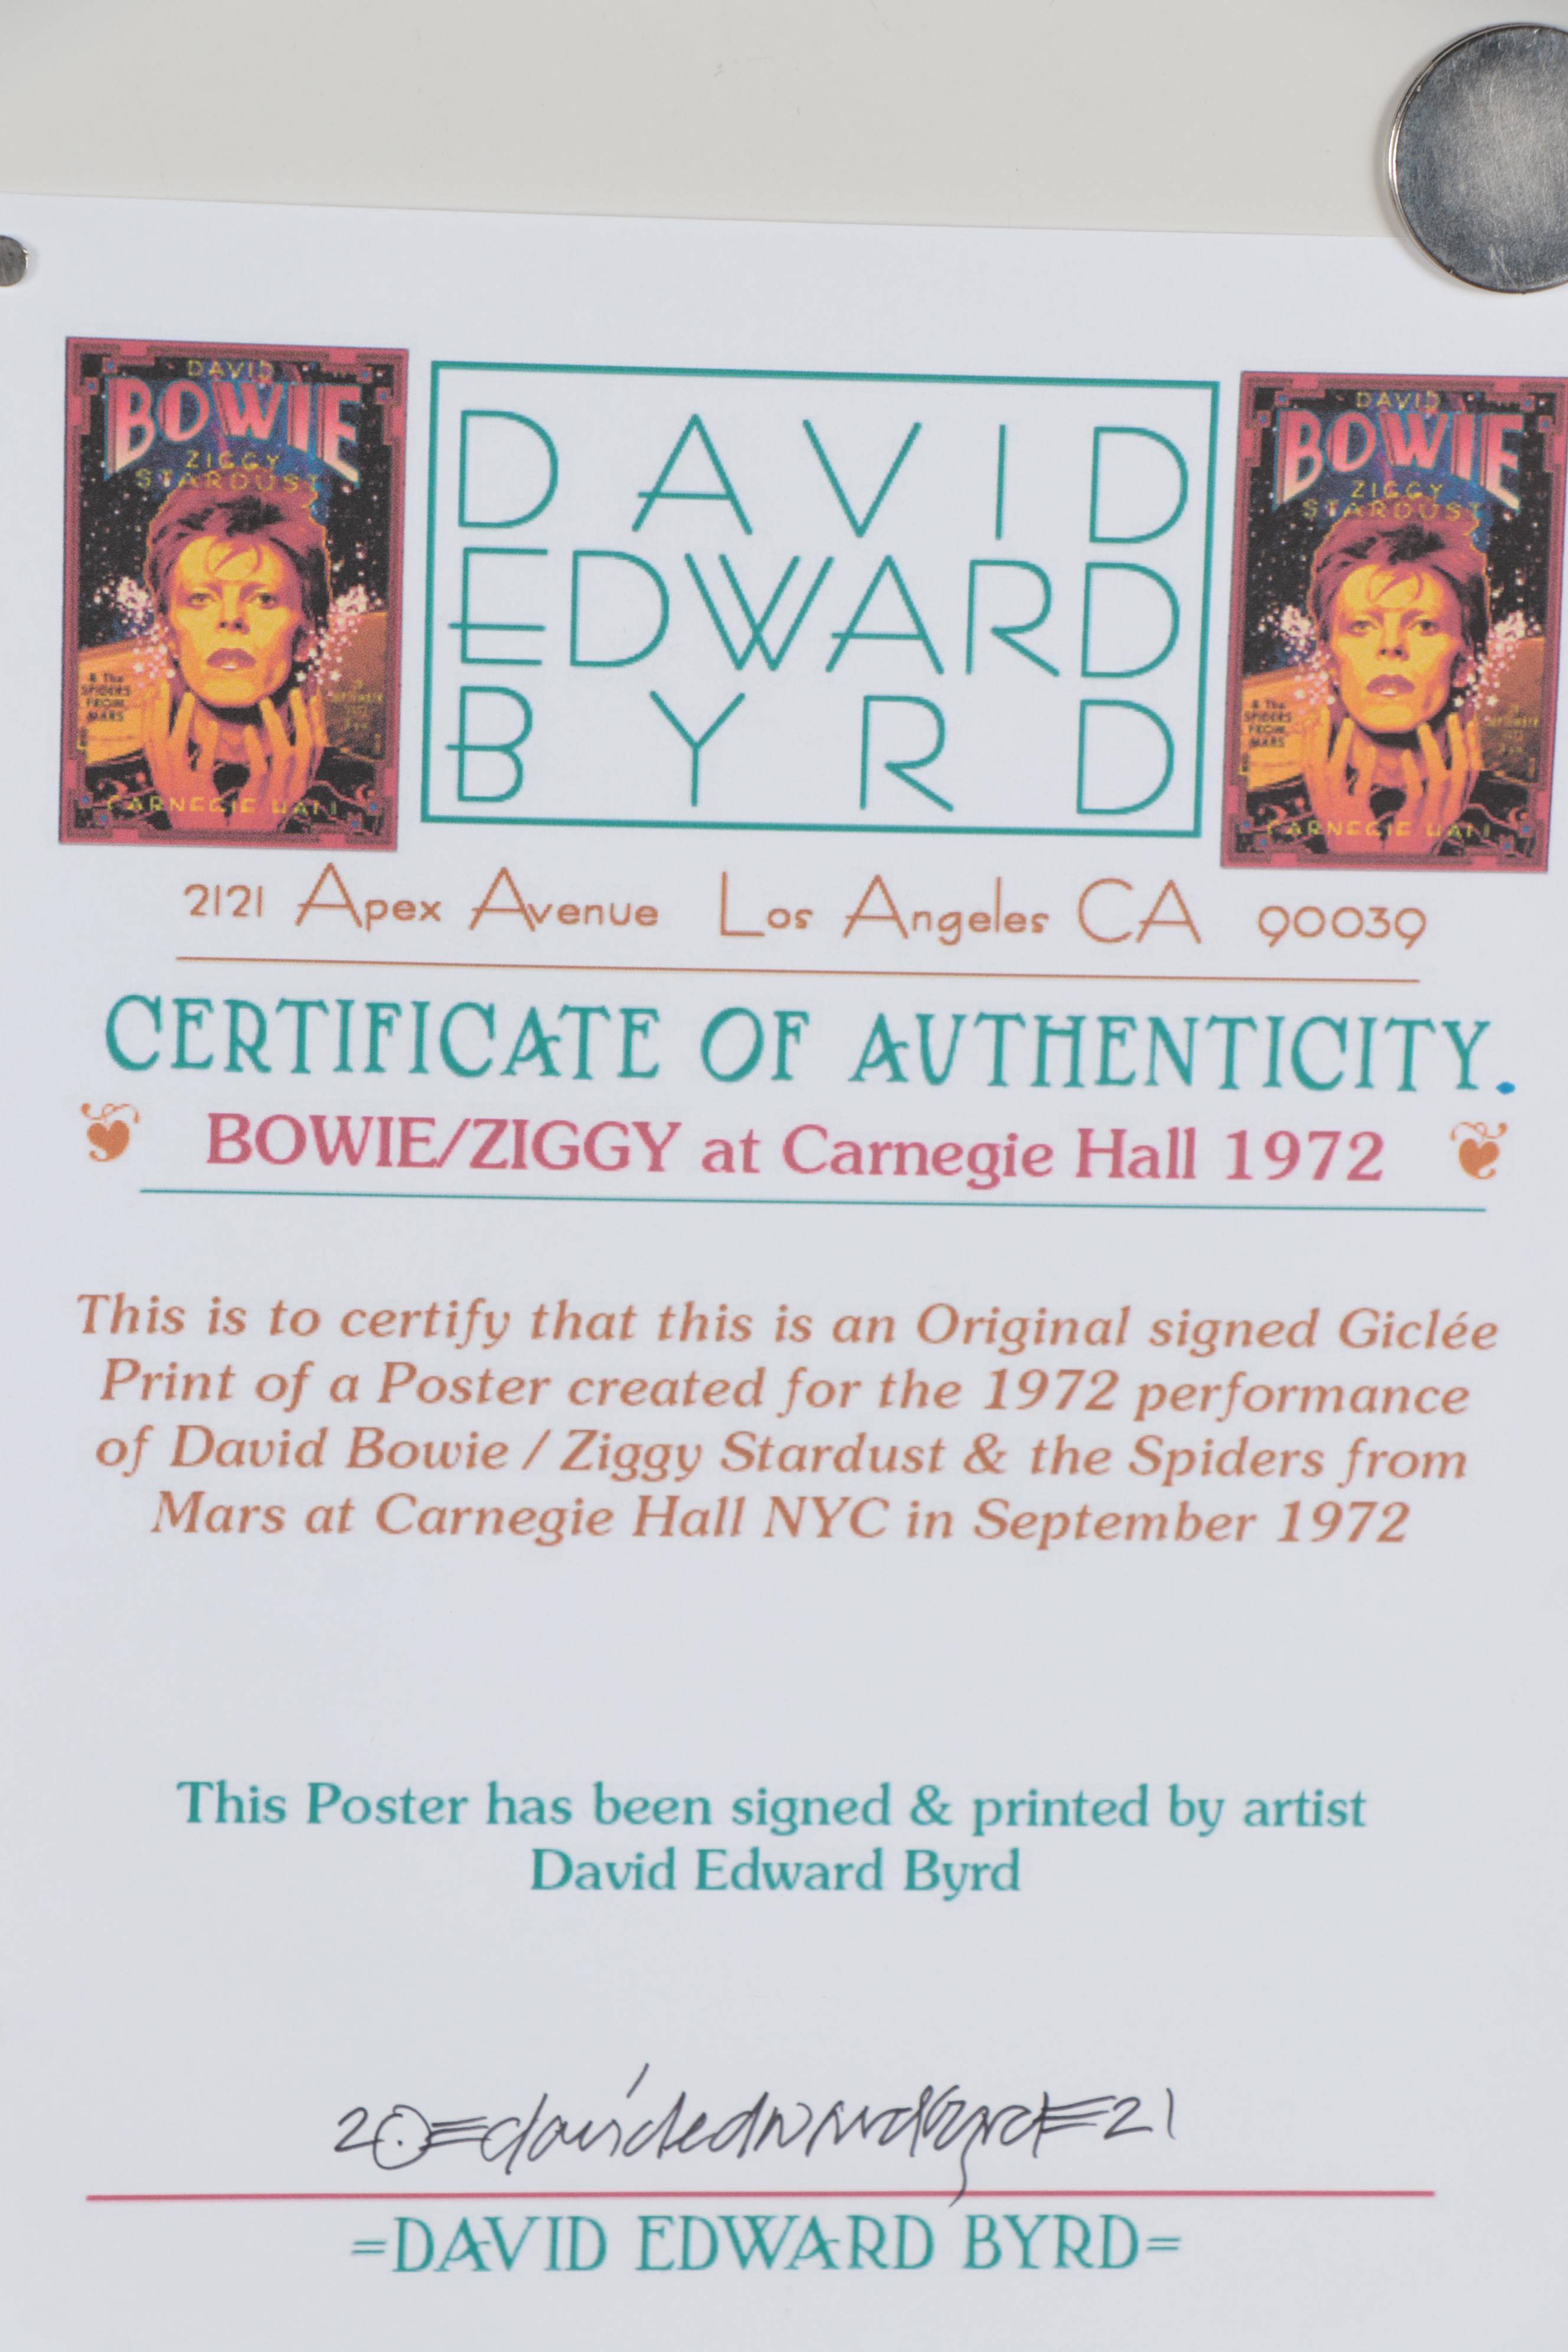 DAVID
BOWIE
ZIGGY
STARDUST
& The
SPIDERS
FROM
MARS
CARNEGIE HALL
DAVID
EDWARD
BYRD
DAVID
BOWIE
ZIGGY
STARDUST
& The
SPIDERS
FROM
MARS
CARNEGIE HALL
2121 Apex Avenue Los Angeles CA 90039
CERTIFICATE OF AUTHENTICITY.
BOWIE/ZIGGY at Carnegie Hall 1972
This is to certify that this is an Original signed Giclée
Print of a Poster created for the 1972 performance
of David Bowie / Ziggy Stardust & the Spiders from
Mars at Carnegie Hall NYC in September 1972
This Poster has been signed & printed by artist
David Edward Byrd
20=davidedwardbyrd=21
=DAVID EDWARD BYRD=